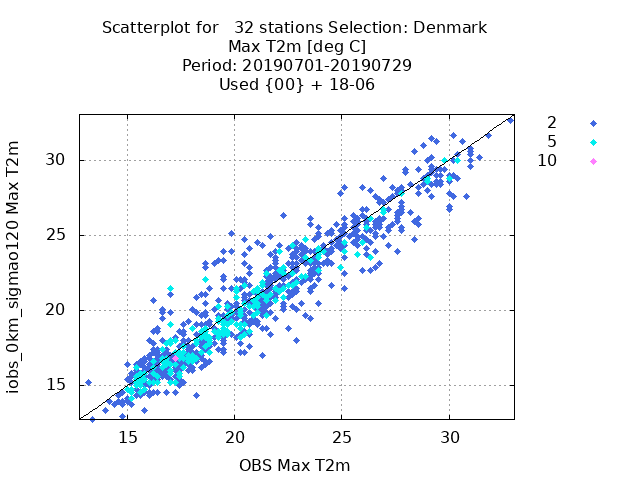 Scatterplot for   32 stations Selection: Denmark
Max T2m [deg C]
Period: 20190701-20190729
Used {00} + 18-06
2
5
10
iobs_0km_sigmao120 Max T2m
30
25
20
15
15 20 25 30
OBS Max T2m